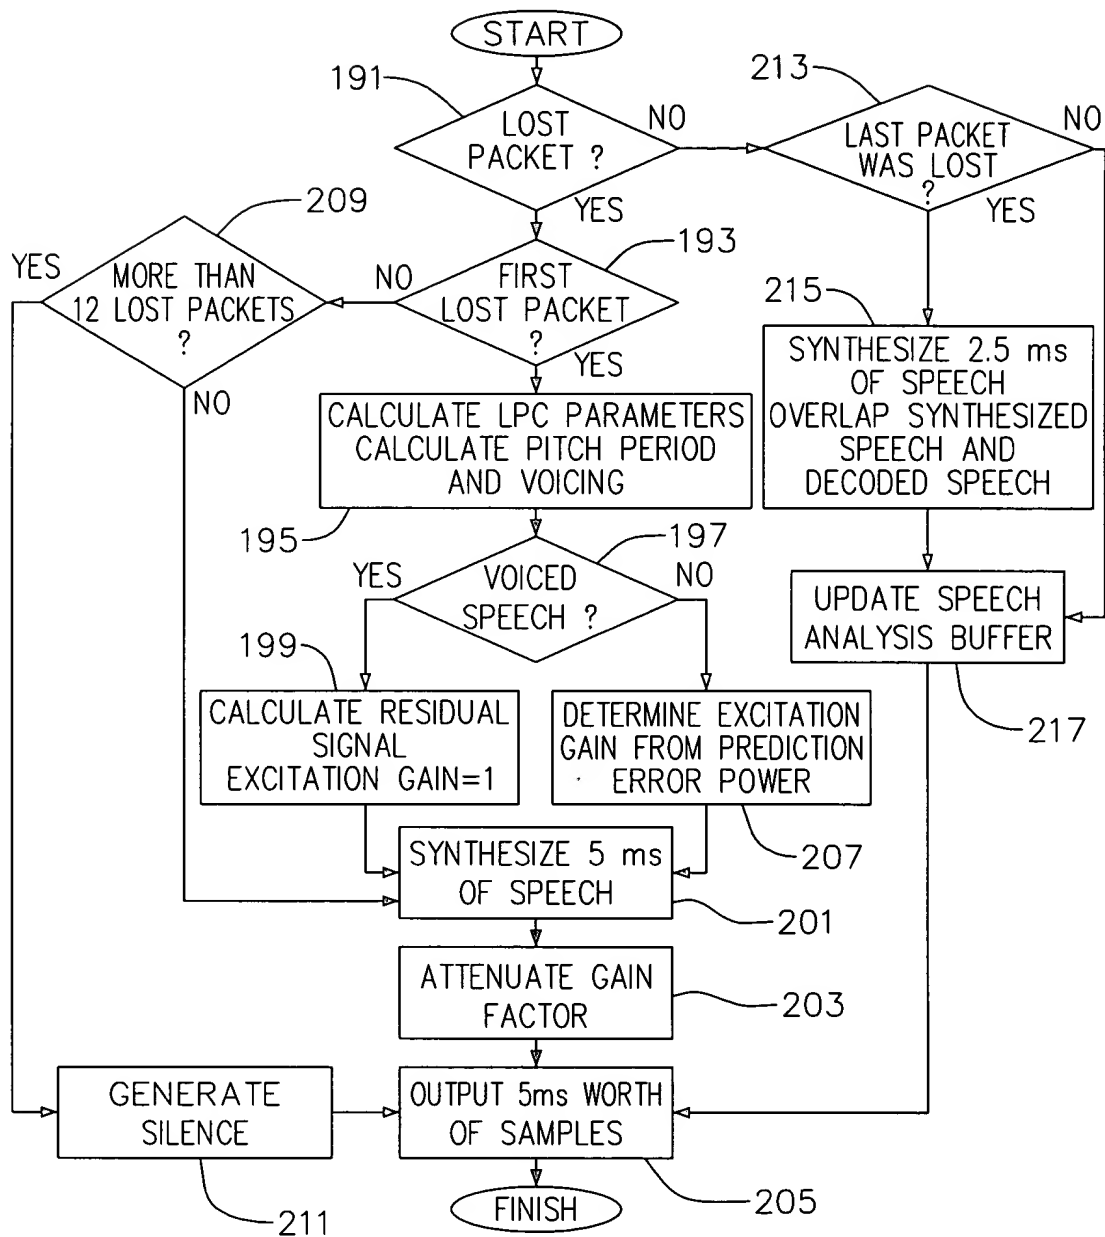 START
191
LOST
PACKET ?
NO
YES
213
LAST PACKET
WAS LOST
?
NO
YES
209
MORE THAN
12 LOST PACKETS
?
YES
NO
193
FIRST
LOST PACKET
?
NO
YES
215
SYNTHESIZE 2.5 ms
OF SPEECH
OVERLAP SYNTHESIZED
SPEECH AND
DECODED SPEECH
CALCULATE LPC PARAMETERS
CALCULATE PITCH PERIOD
AND VOICING
195
197
VOICED
SPEECH ?
YES
NO
UPDATE SPEECH
ANALYSIS BUFFER
217
199
CALCULATE RESIDUAL
SIGNAL
EXCITATION GAIN=1
DETERMINE EXCITATION
GAIN FROM PREDICTION
ERROR POWER
207
SYNTHESIZE 5 ms
OF SPEECH
201
ATTENUATE GAIN
FACTOR
203
GENERATE
SILENCE
211
OUTPUT 5ms WORTH
OF SAMPLES
205
FINISH